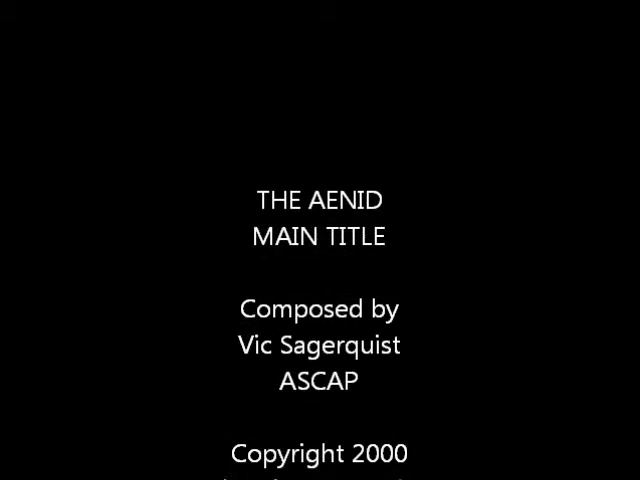 THE AENID
MAIN TITLE
Composed by
Vic Sagerquist
ASCAP
Copyright 2000